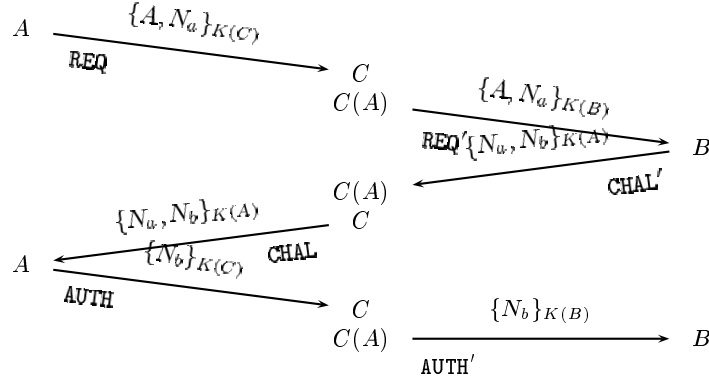 A {A, N_a}_{K(C)}
REQ
C
C(A) {A, N_a}_{K(B)}
REQ′ {N_a, N_b}_{K(A)} B
C(A) CHAL′
{N_a, N_b}_{K(A)} C
CHAL
A {N_b}_{K(C)}
AUTH
C {N_b}_{K(B)}
C(A) B
AUTH′